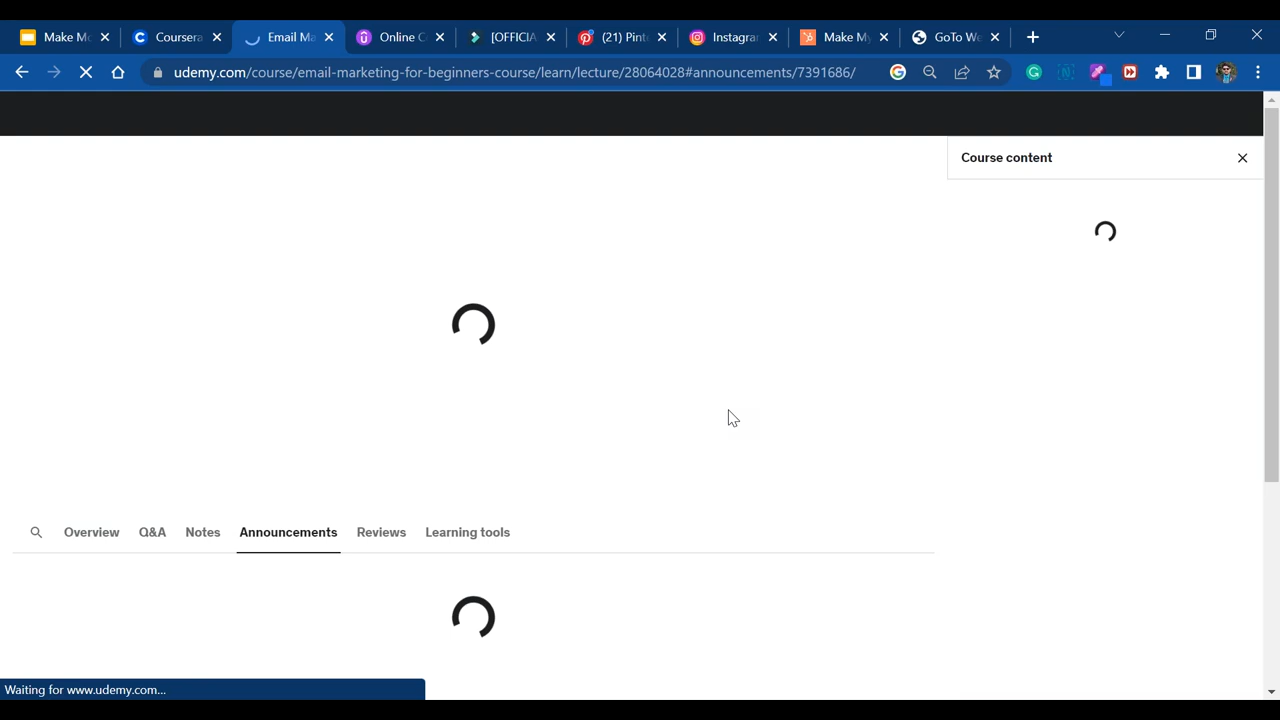 Make Mo
Coursera
Email Ma
Online C
[OFFICIA
(21) Pint
Instagra
Make My
GoTo We
udemy.com/course/email-marketing-for-beginners-course/learn/lecture/28064028#announcements/7391686/
Course content
Overview Q&A Notes Announcements Reviews Learning tools
Waiting for www.udemy.com...